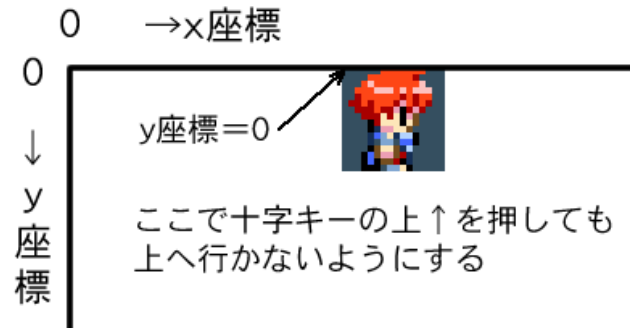 0 →x座標
0
↓
y
座
標
y座標=0
ここで十字キーの上↑を押しても
上へ行かないようにする